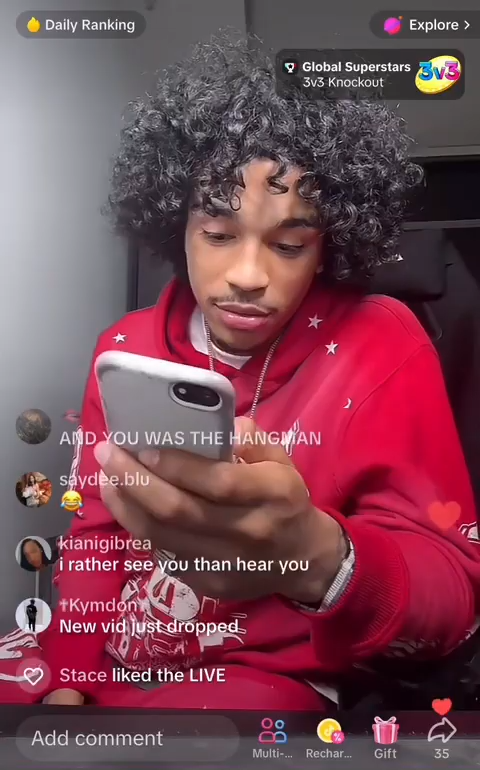 Daily Ranking
Explore >
Global Superstars
3v3
3v3 Knockout
AND YOU WAS THE HANGMAN
saydee.blu
😂
kianigibrea
i rather see you than hear you
†Kymdon
New vid just dropped
Stace liked the LIVE
Add comment
Multi-...
Rechar...
Gift
35